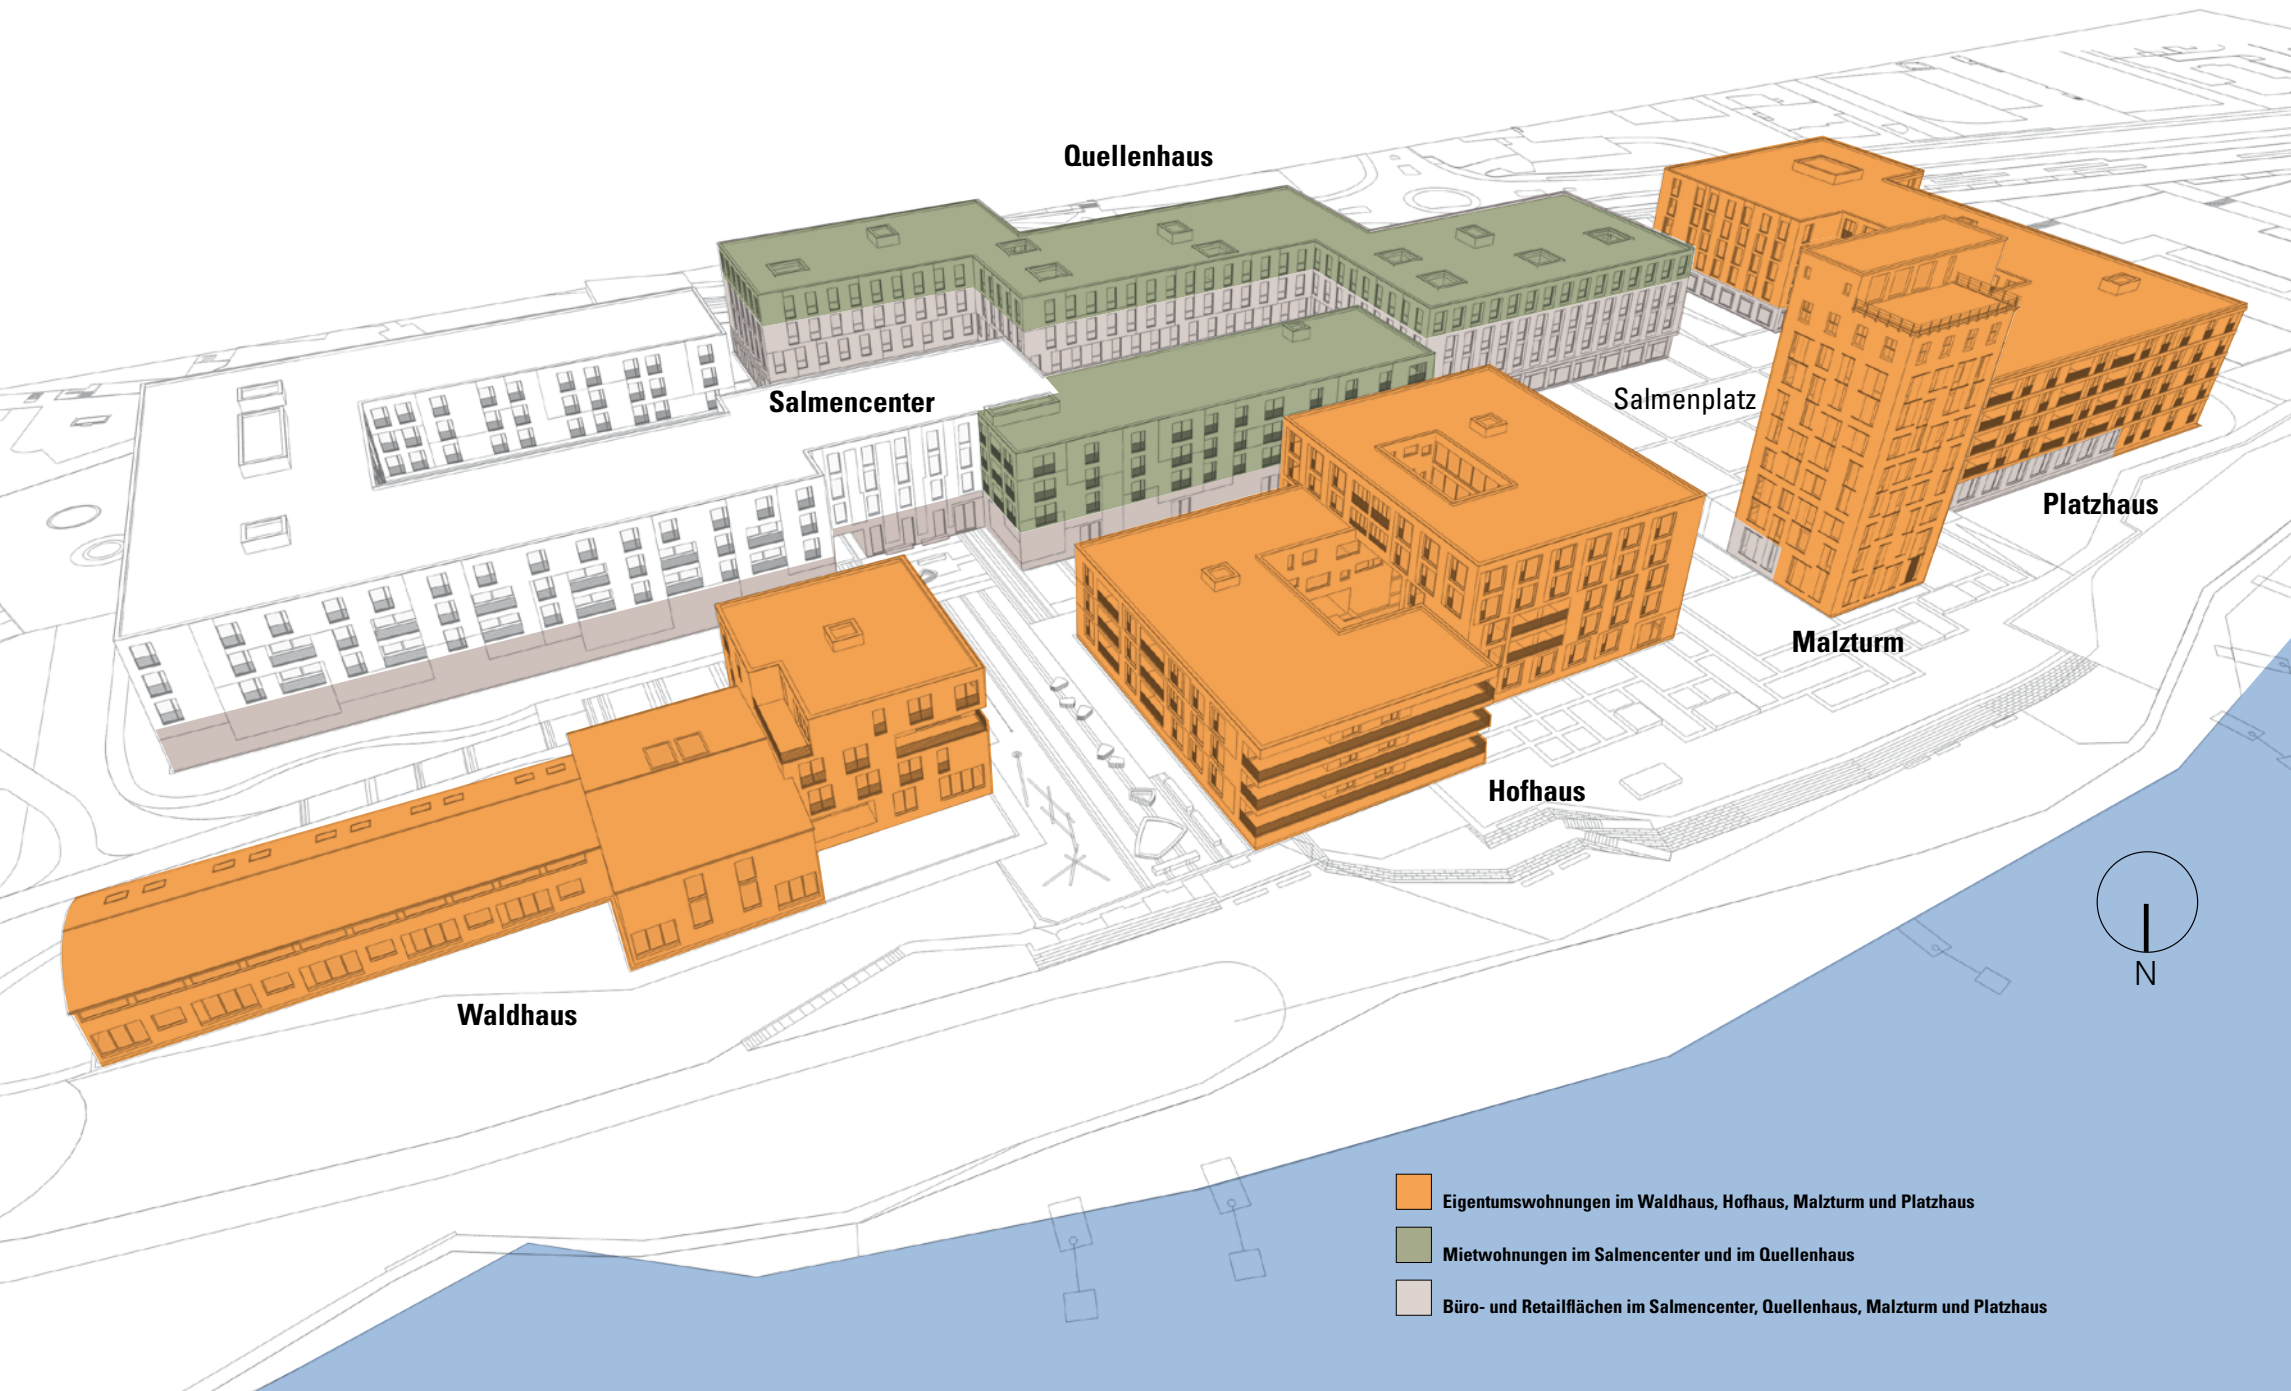 Quellenhaus
Salmencenter
Salmenplatz
Platzhaus
Malzturm
Hofhaus
Waldhaus
N
Eigentumswohnungen im Waldhaus, Hofhaus, Malzturm und Platzhaus
Mietwohnungen im Salmencenter und im Quellenhaus
Büro- und Retailflächen im Salmencenter, Quellenhaus, Malzturm und Platzhaus